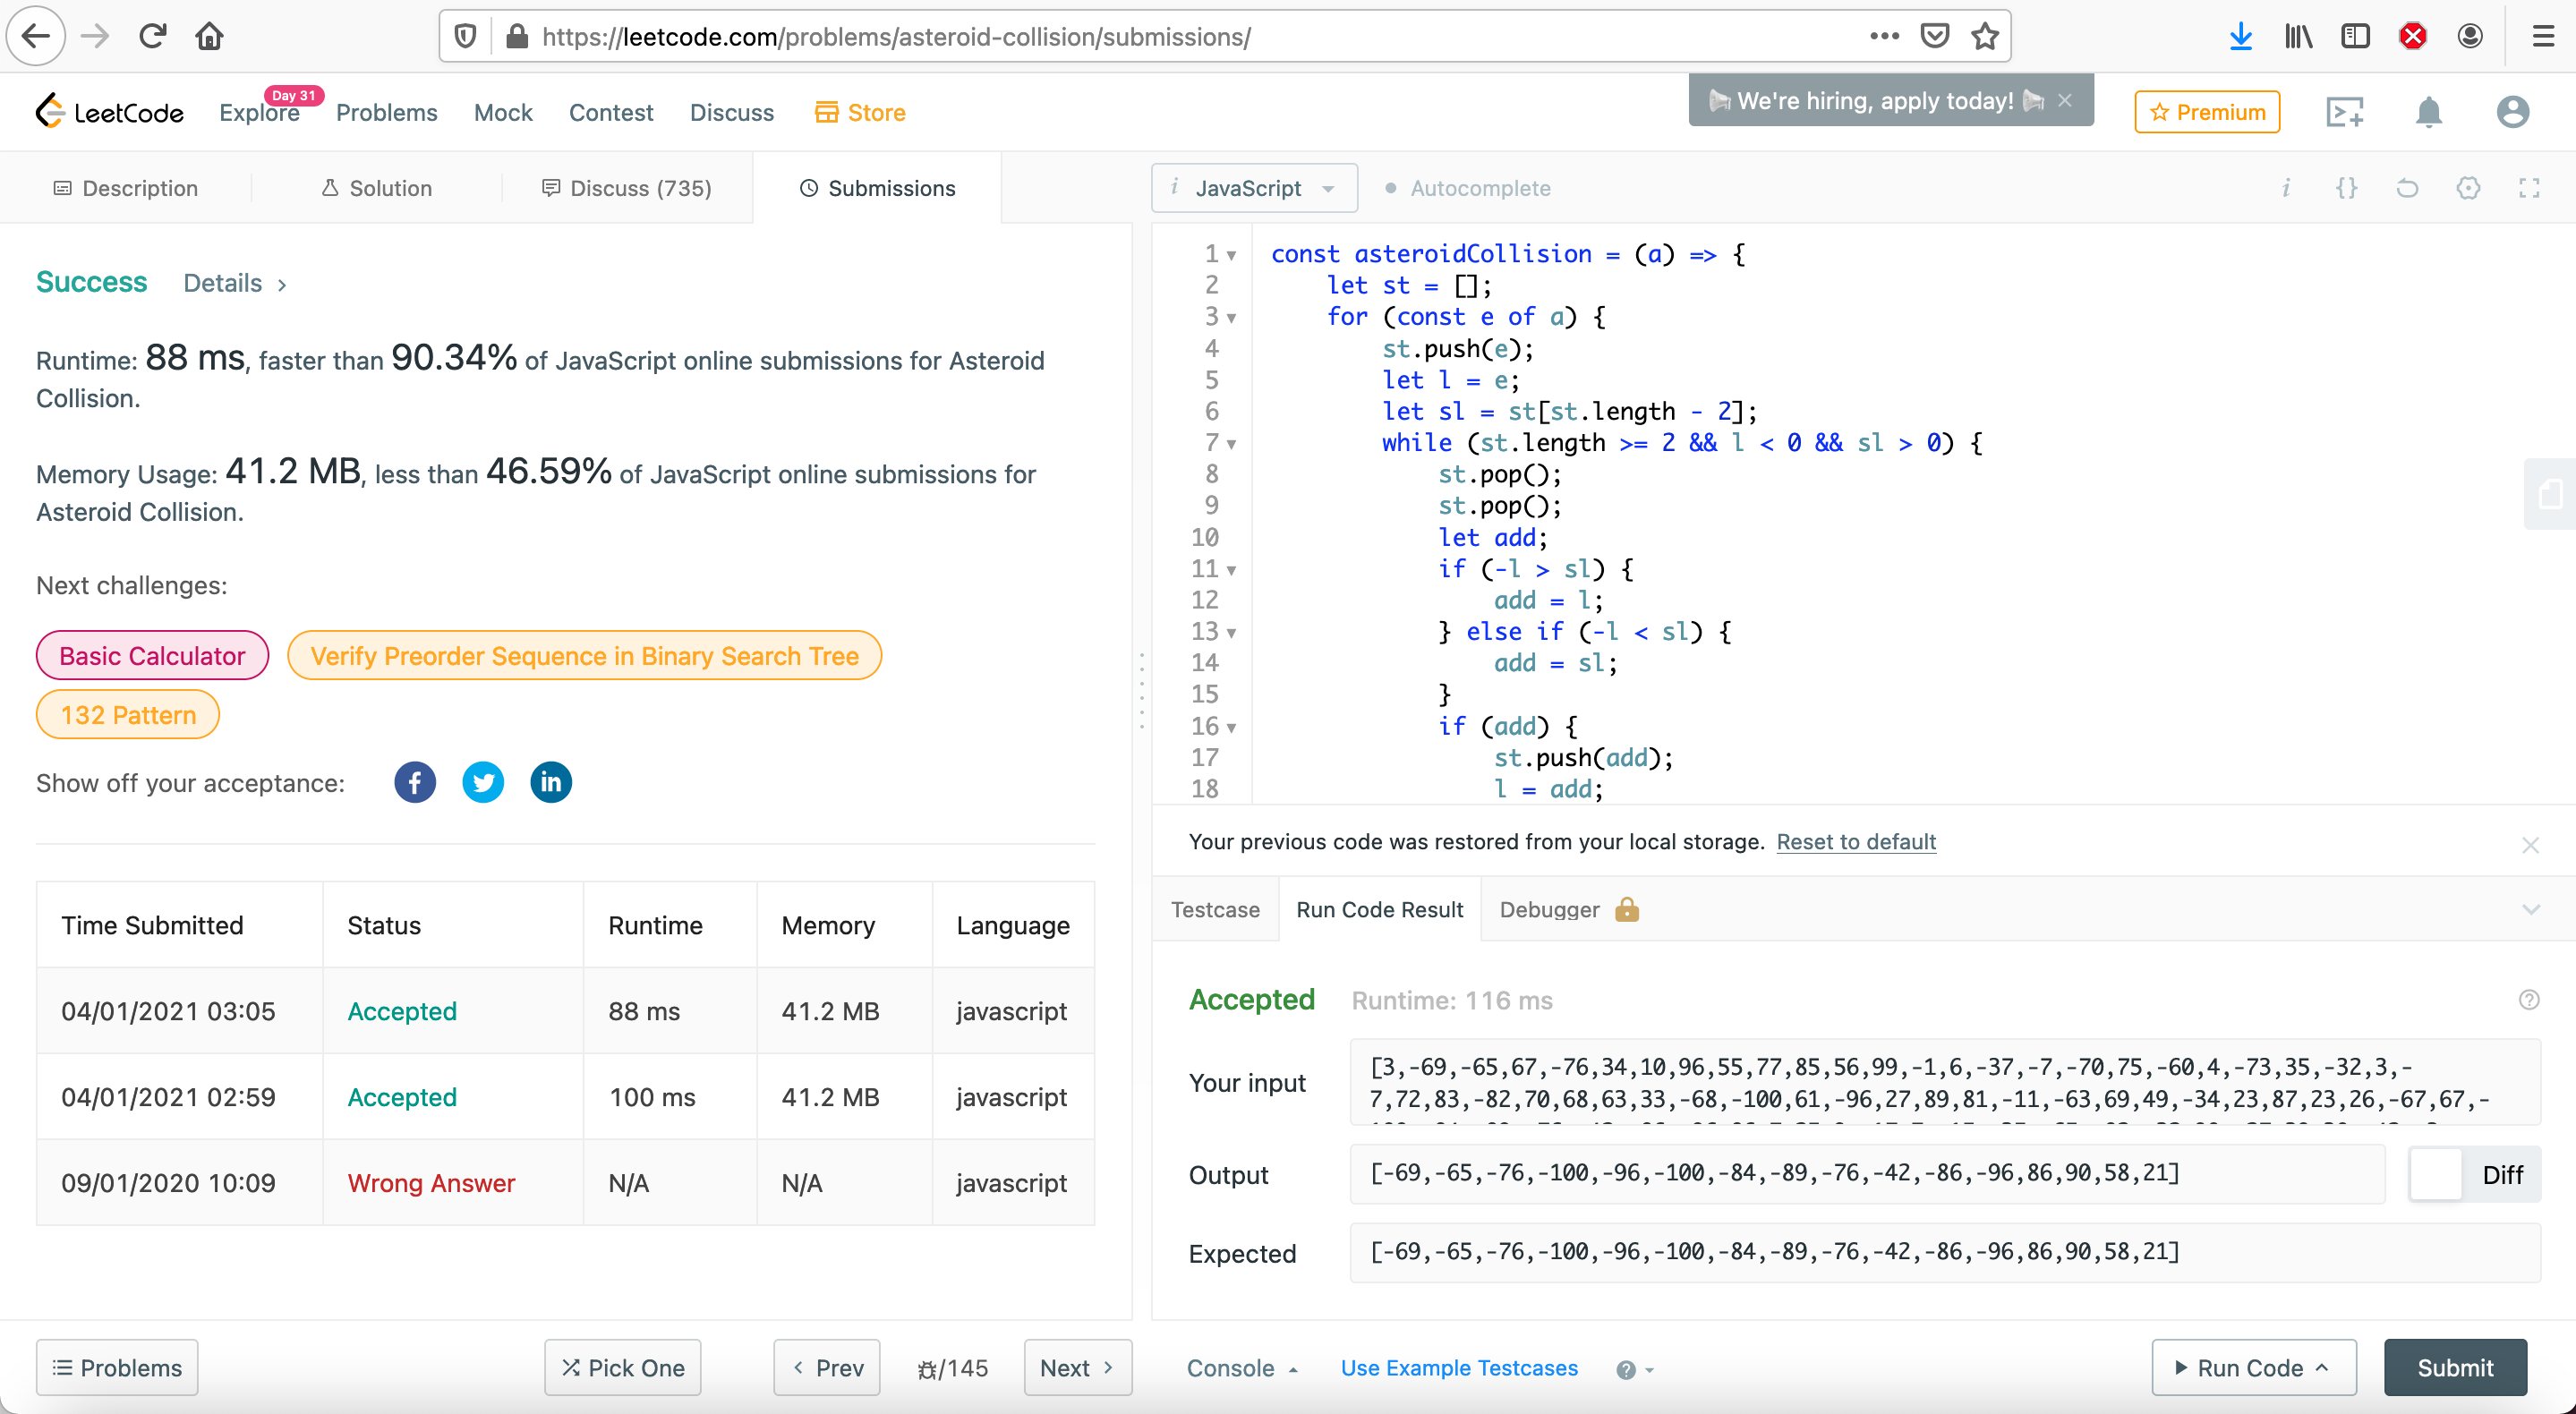 https://leetcode.com/problems/asteroid-collision/submissions/
LeetCode
Explore
Day 31
Problems
Mock
Contest
Discuss
Store
We're hiring, apply today!
Premium
Description
Solution
Discuss (735)
Submissions
i JavaScript
Autocomplete
Success Details
Runtime: 88 ms, faster than 90.34% of JavaScript online submissions for Asteroid
Collision.
Memory Usage: 41.2 MB, less than 46.59% of JavaScript online submissions for
Asteroid Collision.
Next challenges:
Basic Calculator
Verify Preorder Sequence in Binary Search Tree
132 Pattern
Show off your acceptance:
Time Submitted Status Runtime Memory Language
04/01/2021 03:05 Accepted 88 ms 41.2 MB javascript
04/01/2021 02:59 Accepted 100 ms 41.2 MB javascript
09/01/2020 10:09 Wrong Answer N/A N/A javascript
1 const asteroidCollision = (a) => {
2 let st = [];
3 for (const e of a) {
4 st.push(e);
5 let l = e;
6 let sl = st[st.length - 2];
7 while (st.length >= 2 && l < 0 && sl > 0) {
8 st.pop();
9 st.pop();
10 let add;
11 if (-l > sl) {
12 add = l;
13 } else if (-l < sl) {
14 add = sl;
15 }
16 if (add) {
17 st.push(add);
18 l = add;
Your previous code was restored from your local storage. Reset to default
Testcase
Run Code Result
Debugger
Accepted Runtime: 116 ms
Your input
[3,-69,-65,67,-76,34,10,96,55,77,85,56,99,-1,6,-37,-7,-70,75,-60,4,-73,35,-32,3,-
7,72,83,-82,70,68,63,33,-68,-100,61,-96,27,89,81,-11,-63,69,49,-34,23,87,23,26,-67,67,-
Output
[-69,-65,-76,-100,-96,-100,-84,-89,-76,-42,-86,-96,86,90,58,21]
Diff
Expected
[-69,-65,-76,-100,-96,-100,-84,-89,-76,-42,-86,-96,86,90,58,21]
Problems
Pick One
Prev
/145
Next
Console
Use Example Testcases
Run Code
Submit